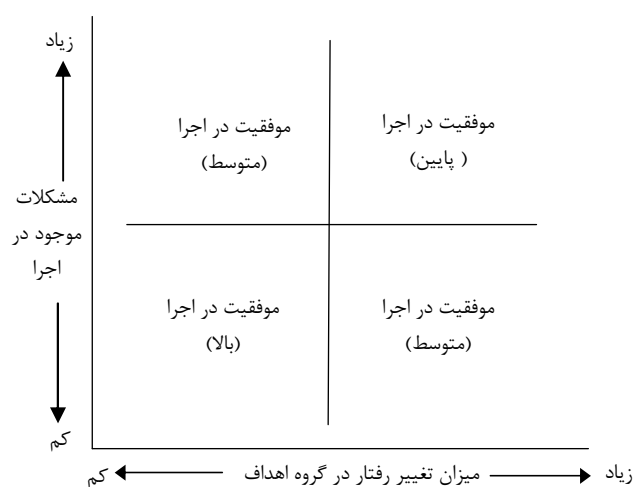 زیاد
موفقیت در اجرا
( پایین)
موفقیت در اجرا
(متوسط)
مشکلات
موجود در
اجرا
موفقیت در اجرا
(متوسط)
موفقیت در اجرا
(بالا)
کم
زیاد
میزان تغییر رفتار در گروه اهداف
کم